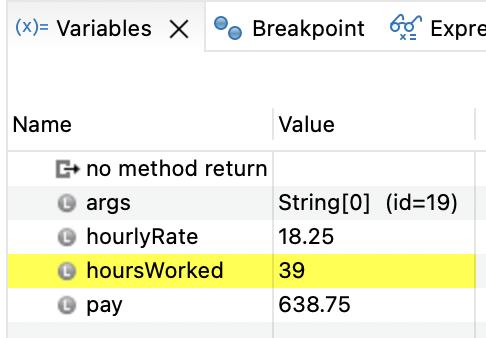 (x)= Variables X Breakpoint Expre
Name Value
no method return
L args String[0] (id=19)
L hourlyRate 18.25
L hoursWorked 39
L pay 638.75